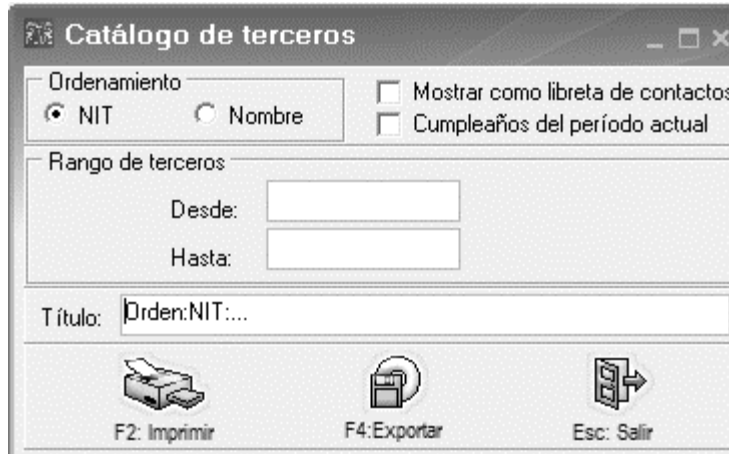 Catálogo de terceros
Ordenamiento
NIT
Nombre
Mostrar como libreta de contactos
Cumpleaños del período actual
Rango de terceros
Desde:
Hasta:
Título:
Orden:NIT:...
F2: Imprimir
F4:Exportar
Esc: Salir